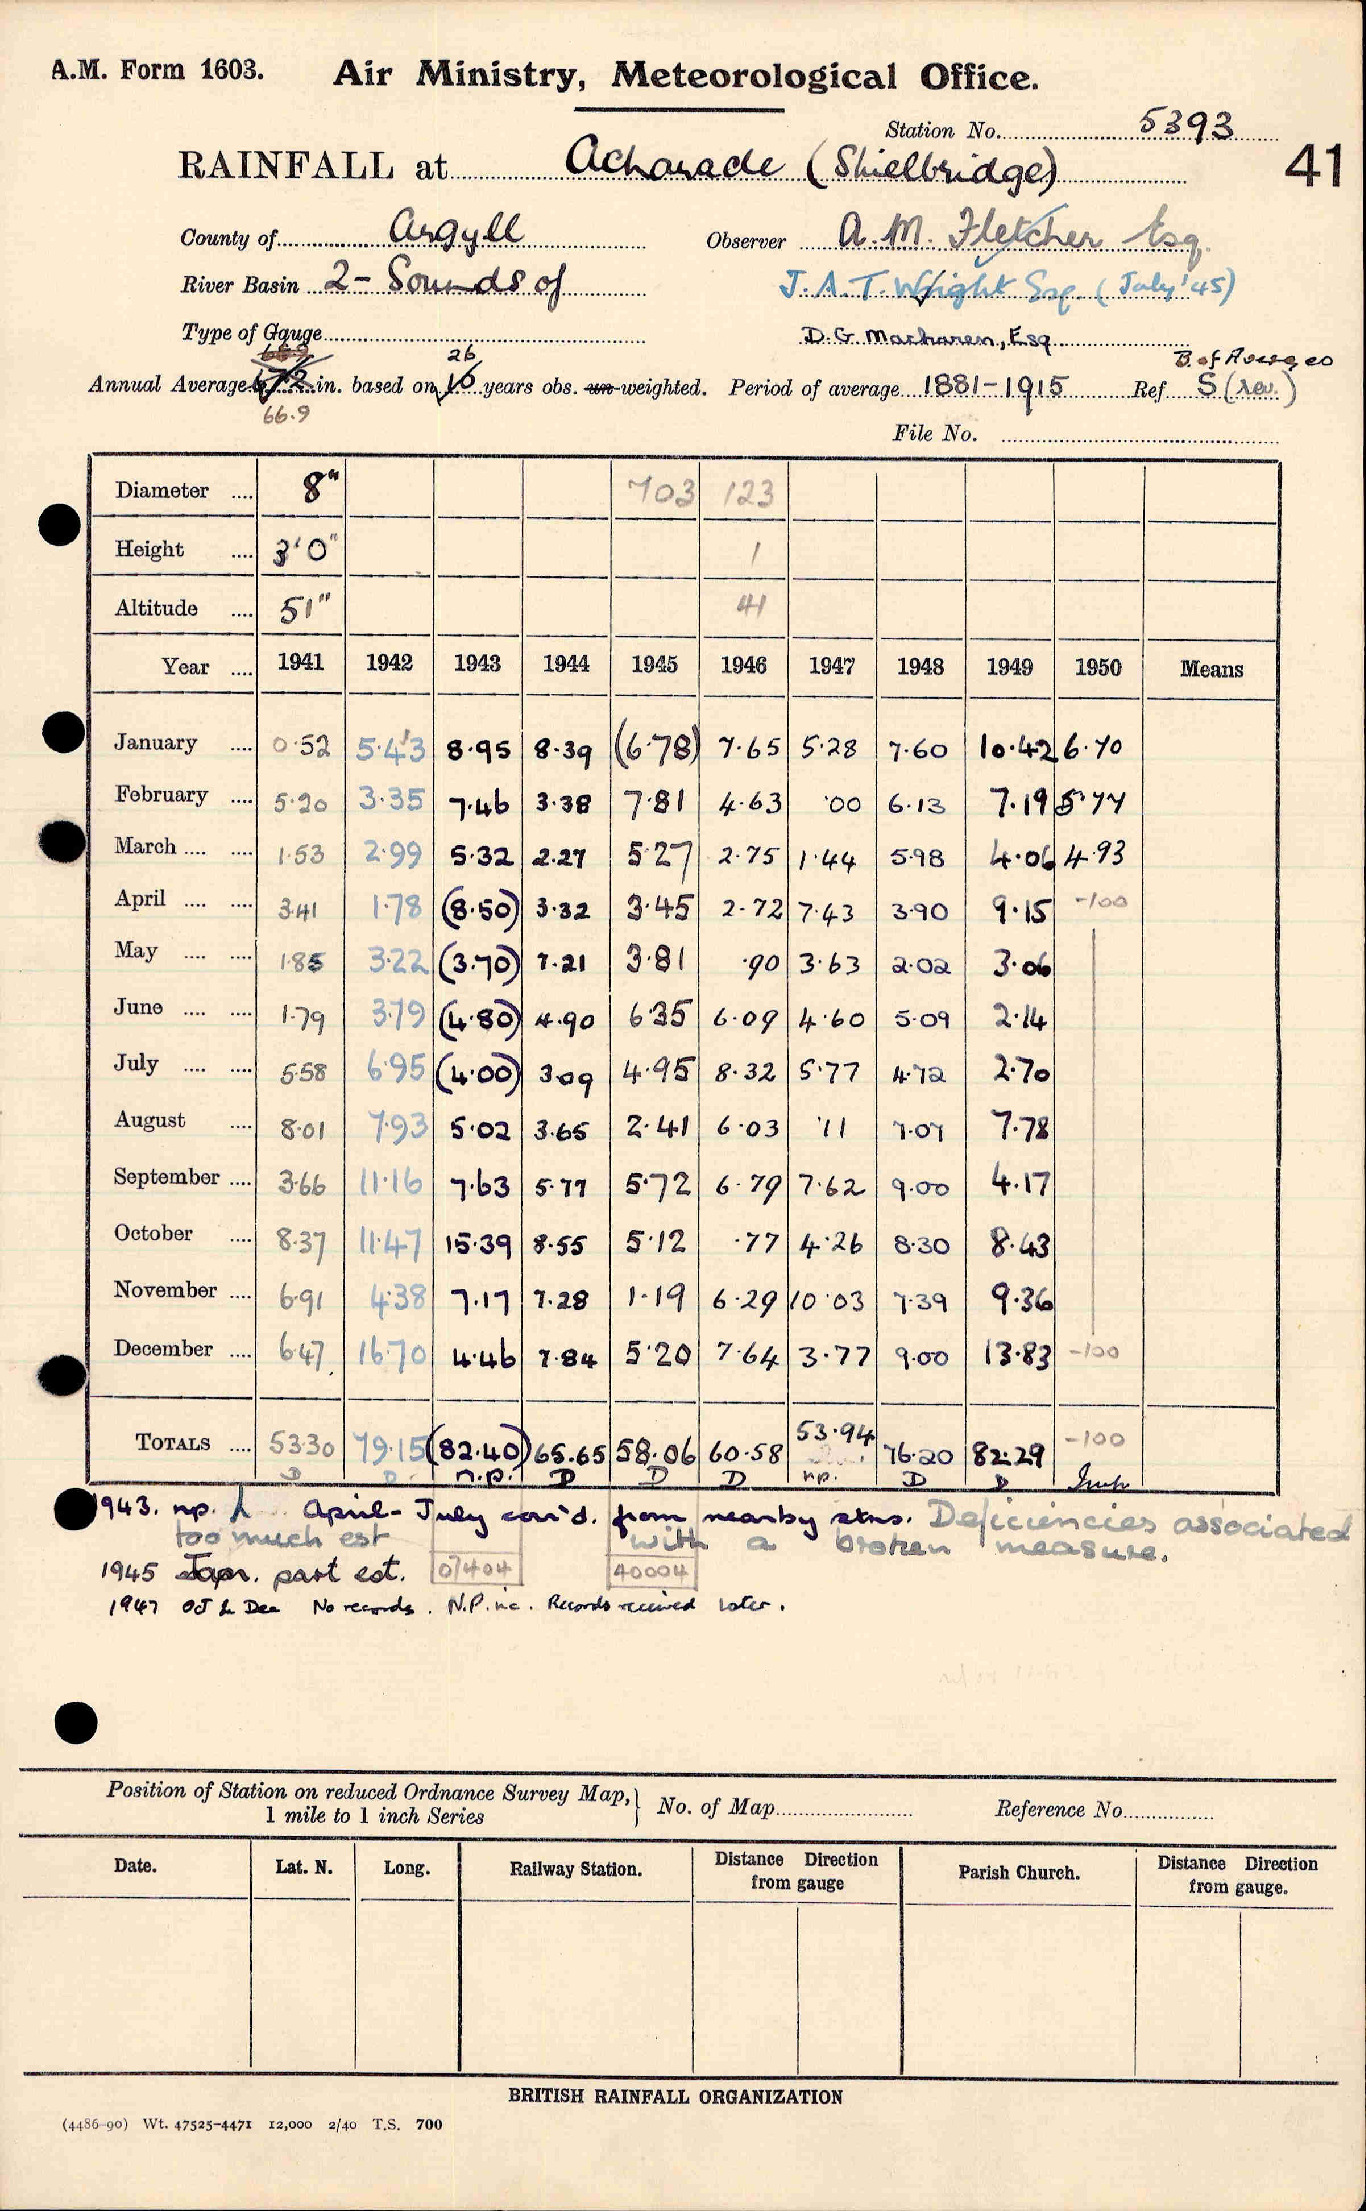 A.M. Form 1603. Air Ministry, Meteorological Office.
Station No. 5393
41
RAINFALL at Acharade (Shielbridge)
County of Argyll Observer A. M. Fletcher Esq.
River Basin 2 - Sounds of J. A. T. Wright Esq. (July '45)
Type of Gauge D. G. Maclaren, Esq
26 B. of Averages
Annual Average in. based on 10 years obs. un-weighted. Period of average 1881-1915 Ref S (rev.)
66.9
File No.
Diameter 8" 703 123
Height 3'0" 1
Altitude 51" 41
Year 1941 1942 1943 1944 1945 1946 1947 1948 1949 1950 Means
January 0.52 5.43 8.95 8.39 (6.78) 7.65 5.28 7.60 10.42 6.70
February 5.20 3.35 7.46 3.38 7.81 4.63 .00 6.13 7.19 5.77
March 1.53 2.99 5.32 2.27 5.27 2.75 1.44 5.98 4.06 4.93
April 3.41 1.78 (8.50) 3.32 3.45 2.72 7.43 3.90 9.15 -100
May 1.85 3.22 (3.70) 7.21 3.81 .90 3.63 2.02 3.06
June 1.79 3.79 (4.80) 4.90 6.35 6.09 4.60 5.09 2.14
July 5.58 6.95 (4.00) 3.09 4.95 8.32 5.77 4.72 2.70
August 8.01 7.93 5.02 3.65 2.41 6.03 .11 7.07 7.78
September 3.66 11.16 7.63 5.77 5.72 6.79 7.62 9.00 4.17
October 8.37 11.47 15.39 8.55 5.12 .77 4.26 8.30 8.43
November 6.91 4.38 7.17 7.28 1.19 6.29 10.03 7.39 9.36
December 6.47 16.70 4.46 7.84 5.20 7.64 3.77 9.00 13.83 -100
TOTALS 53.30 79.15 (82.40) 65.65 58.06 60.58 53.94 76.20 82.29 -100
D D n.p. D D D n.p. D D Imp
1943. np. April - July cori'd. from nearby stns. Deficiencies associated
too much est with a broken measure.
1945 Jan. part est. 07404 40004
1947 Oct & Dec No records. N.P. inc. Records received later.
Position of Station on reduced Ordnance Survey Map, 1 mile to 1 inch Series } No. of Map Reference No.
Date. Lat. N. Long. Railway Station. Distance Direction from gauge Parish Church. Distance Direction from gauge.
BRITISH RAINFALL ORGANIZATION
(4486-90) Wt. 47525-4471 12,000 2/40 T.S. 700